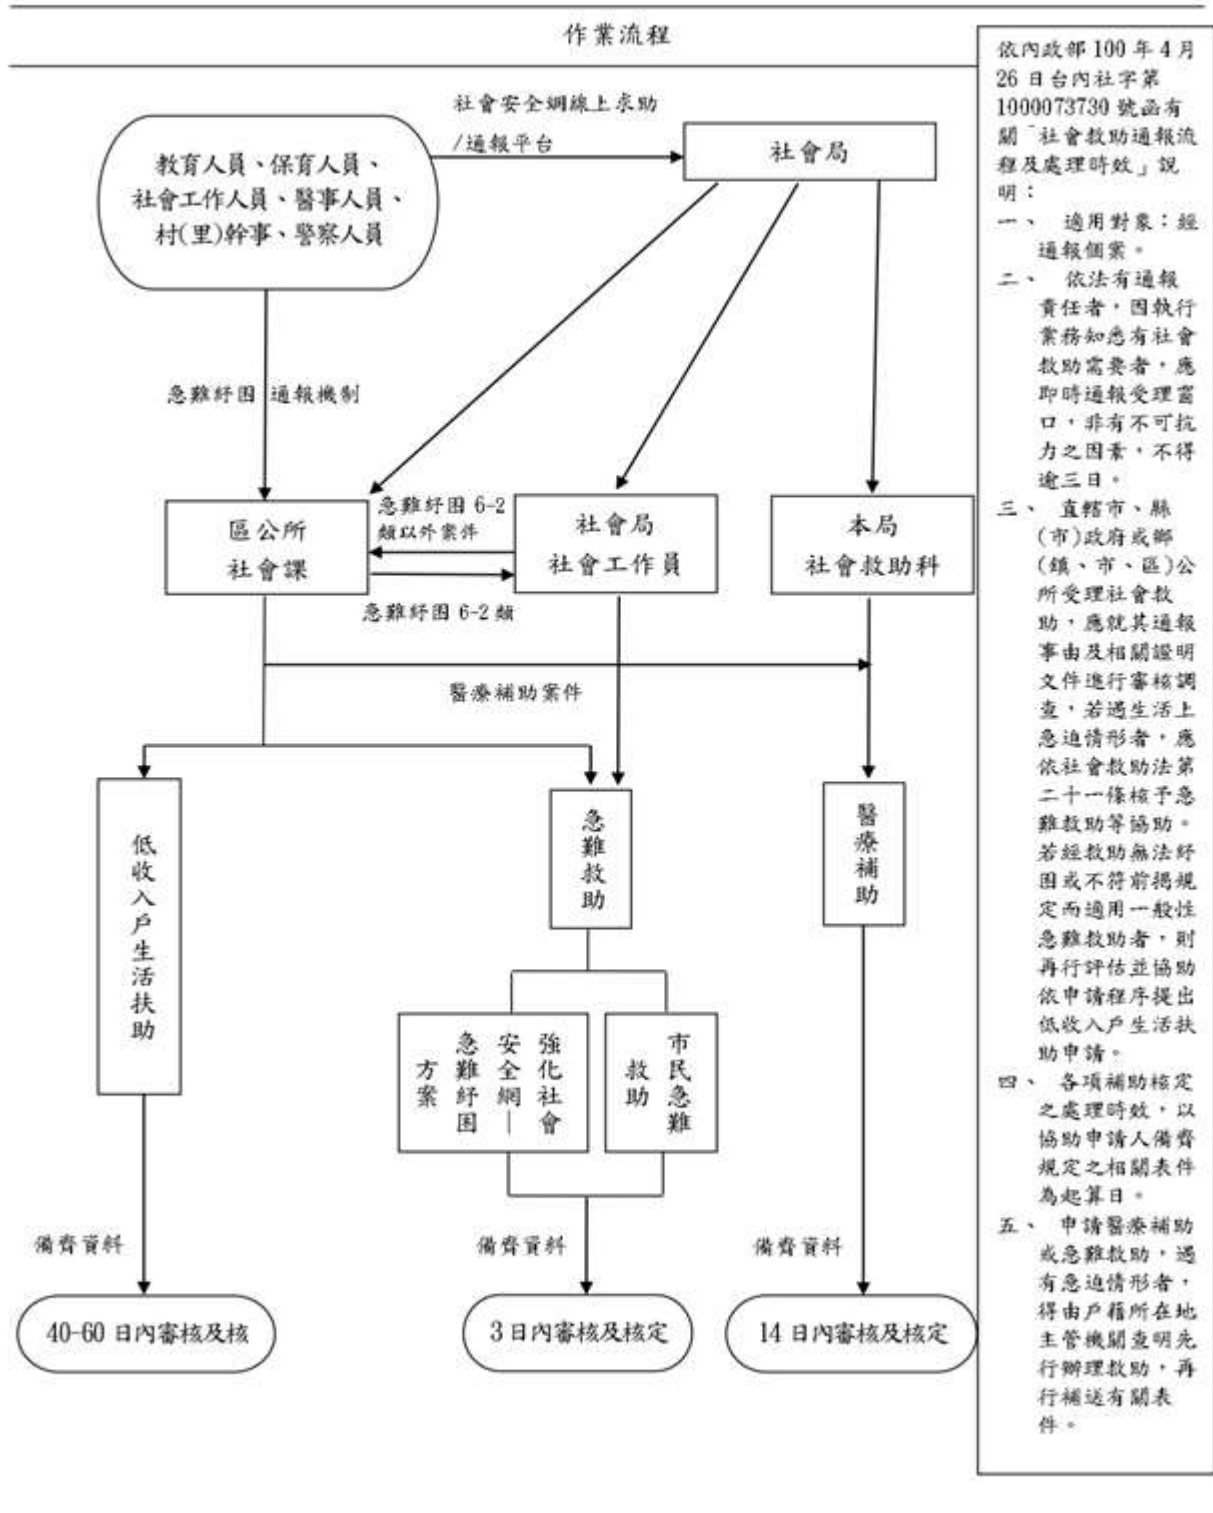 作業流程
社會安全網線上求助
/通報平台
社會局
教育人員、保育人員、
社會工作人員、醫事人員、
村(里)幹事、警察人員
急難紓困 通報機制
區公所
社會課
急難紓困 6-2
類以外案件
急難紓困 6-2 類
社會局
社會工作員
本局
社會救助科
醫療補助案件
低收入戶生活扶助
急難救助
醫療補助
強化社會
安全網—
急難紓困
方案
市民急難
救助
備齊資料
備齊資料
備齊資料
40-60 日內審核及核
3 日內審核及核定
14 日內審核及核定
依內政部 100 年 4 月
26 日台內社字第
1000073730 號函有
關「社會救助通報流
程及處理時效」說
明：
一、 適用對象：經
通報個案。
二、 依法有通報
責任者，因執行
業務知悉有社會
救助需要者，應
即時通報受理窗
口，非有不可抗
力之因素，不得
逾三日。
三、 直轄市、縣
(市)政府或鄉
(鎮、市、區)公
所受理社會救
助，應就其通報
事由及相關證明
文件進行審核調
查，若遇生活上
急迫情形者，應
依社會救助法第
二十一條核予急
難救助等協助。
若經救助無法紓
困或不符前揭規
定而適用一般性
急難救助者，則
再行評估並協助
依申請程序提出
低收入戶生活扶
助申請。
四、 各項補助核定
之處理時效，以
協助申請人備齊
規定之相關表件
為起算日。
五、 申請醫療補助
或急難救助，遇
有急迫情形者，
得由戶籍所在地
主管機關查明先
行辦理救助，再
行補送有關表
件。